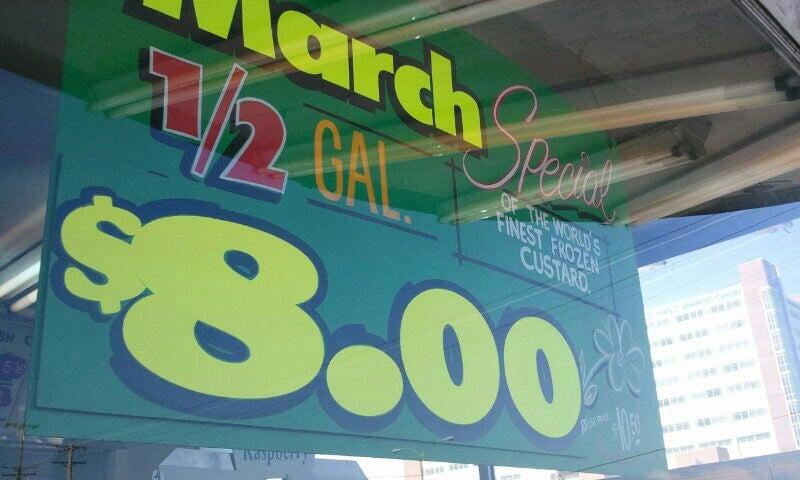 March
1/2 GAL.
Special
OF THE WORLD'S
FINEST FROZEN
CUSTARD.
$8.00
$10.50
Raspberry